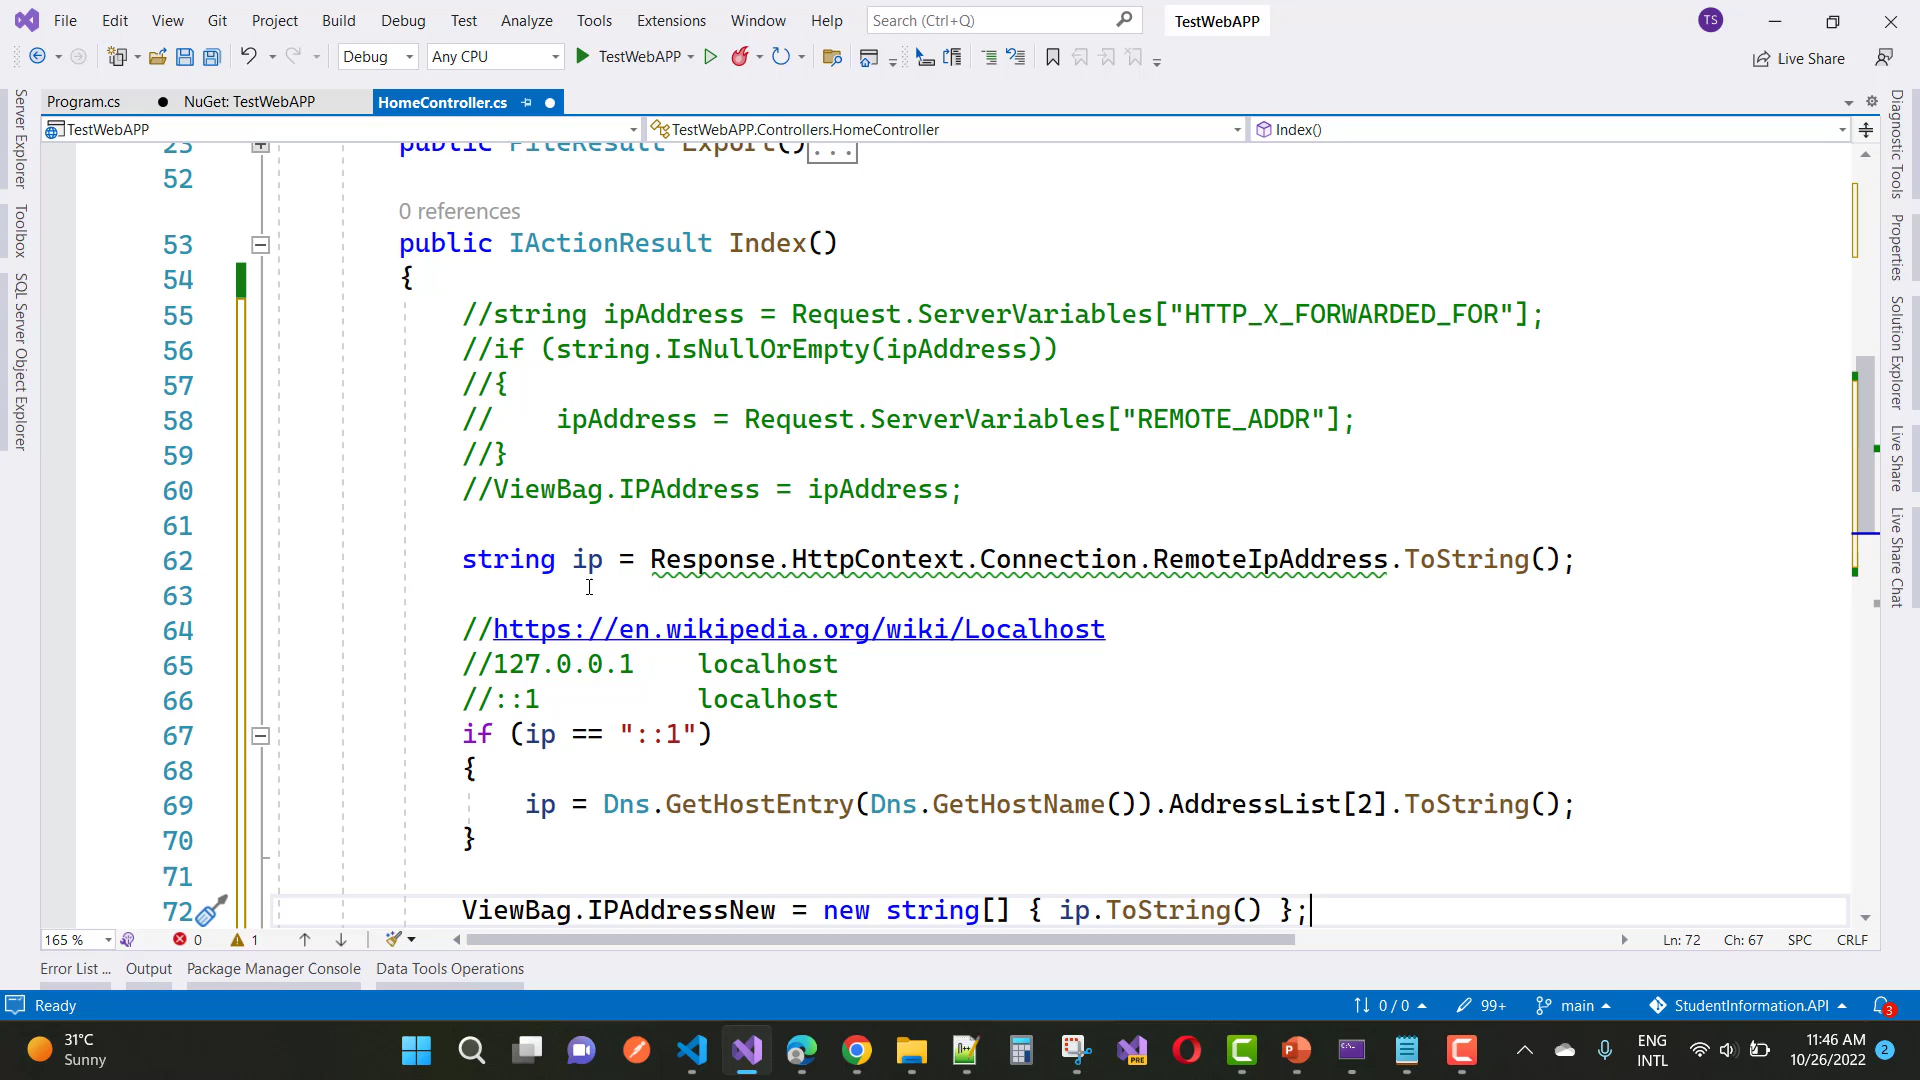 File Edit View Git Project Build Debug Test Analyze Tools Extensions Window Help Search (Ctrl+Q) TestWebAPP TS
Debug Any CPU TestWebAPP Live Share
Program.cs NuGet: TestWebAPP HomeController.cs
TestWebAPP TestWebAPP.Controllers.HomeController Index()
Server Explorer
Toolbox
SQL Server Object Explorer
23 public FileResult Export()...
52
0 references
53 public IActionResult Index()
54 {
55 //string ipAddress = Request.ServerVariables["HTTP_X_FORWARDED_FOR"];
56 //if (string.IsNullOrEmpty(ipAddress))
57 //{
58 // ipAddress = Request.ServerVariables["REMOTE_ADDR"];
59 //}
60 //ViewBag.IPAddress = ipAddress;
61
62 string ip = Response.HttpContext.Connection.RemoteIpAddress.ToString();
63
64 //https://en.wikipedia.org/wiki/Localhost
65 //127.0.0.1 localhost
66 //::1 localhost
67 if (ip == "::1")
68 {
69 ip = Dns.GetHostEntry(Dns.GetHostName()).AddressList[2].ToString();
70 }
71
72 ViewBag.IPAddressNew = new string[] { ip.ToString() };
Diagnostic Tools
Properties
Solution Explorer
Live Share
Live Share Chat
165 % 0 1 Ln: 72 Ch: 67 SPC CRLF
Error List ... Output Package Manager Console Data Tools Operations
Ready 0 / 0 99+ main StudentInformation.API 3
31°C
Sunny
PRE
ENG
INTL
11:46 AM
10/26/2022
2